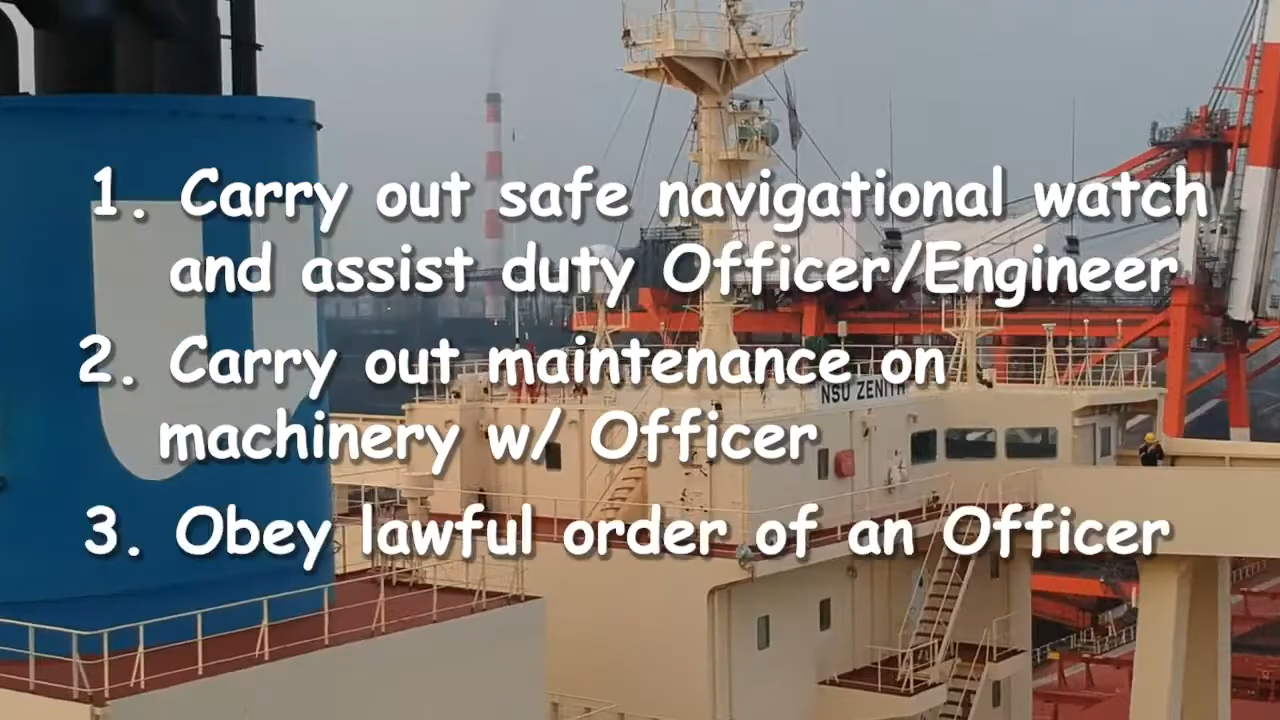 1. Carry out safe navigational watch
and assist duty Officer/Engineer
2. Carry out maintenance on
machinery w/ Officer
3. Obey lawful order of an Officer
NSU ZENITH
U